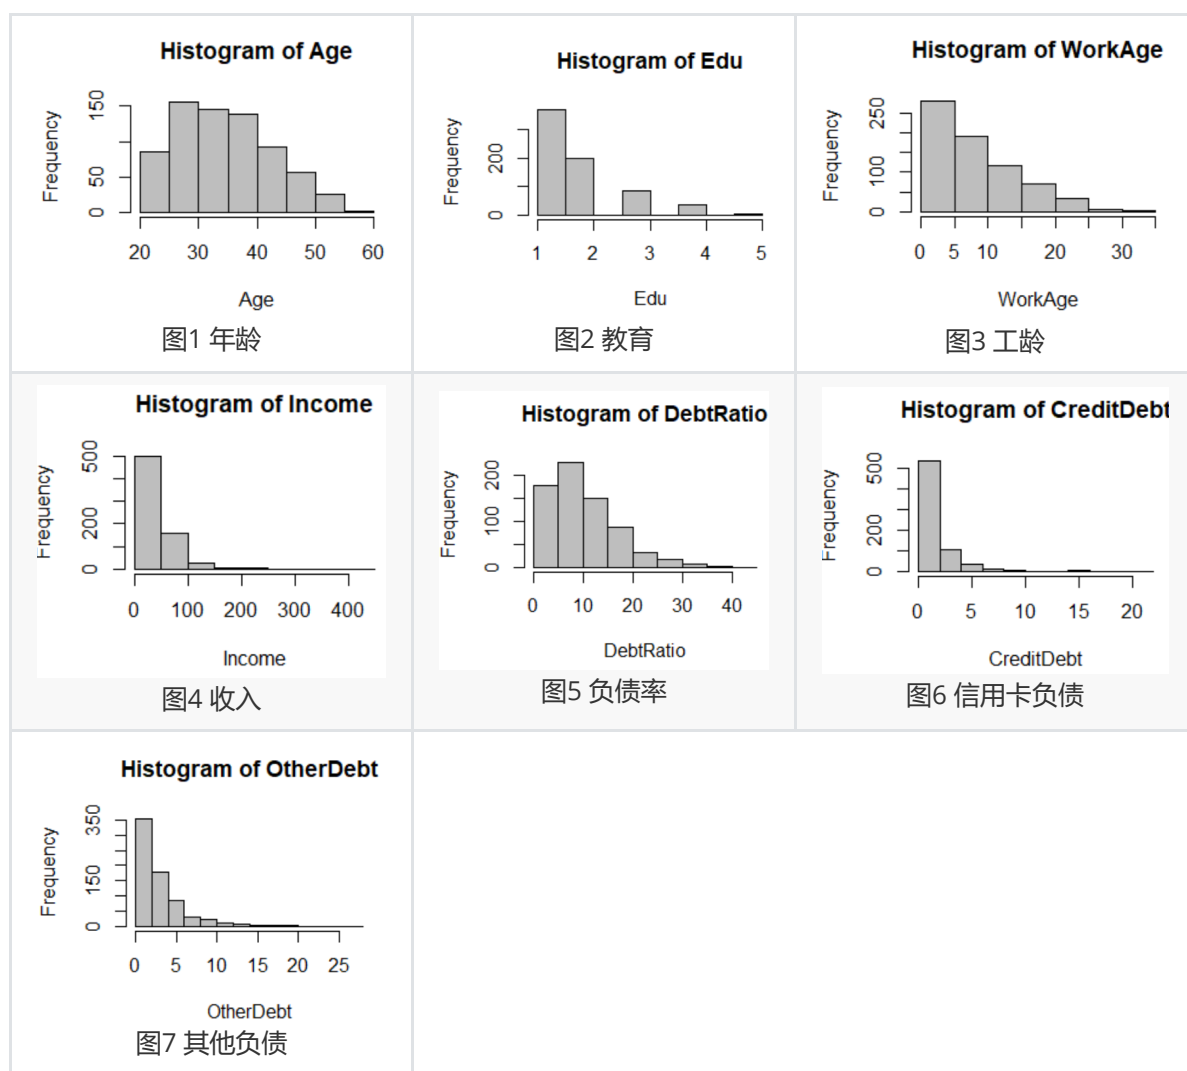 Histogram of Age
Frequency
0 50 150
20 30 40 50 60
Age
图1 年龄
Histogram of Edu
Frequency
0 200
1 2 3 4 5
Edu
图2 教育
Histogram of WorkAge
Frequency
0 100 250
0 5 10 20 30
WorkAge
图3 工龄
Histogram of Income
Frequency
0 200 500
0 100 200 300 400
Income
图4 收入
Histogram of DebtRatio
Frequency
0 100 200
0 10 20 30 40
DebtRatio
图5 负债率
Histogram of CreditDebt
Frequency
0 200 500
0 5 10 15 20
CreditDebt
图6 信用卡负债
Histogram of OtherDebt
Frequency
0 150 350
0 5 10 15 20 25
OtherDebt
图7 其他负债